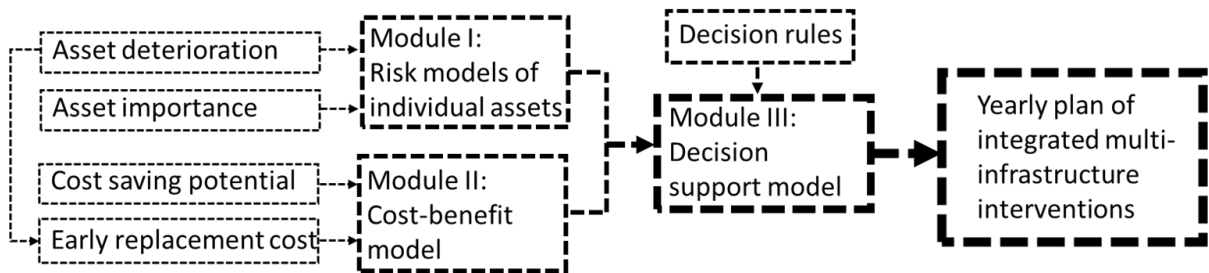 Asset deterioration
Asset importance
Cost saving potential
Early replacement cost
Module I:
Risk models of
individual assets
Module II:
Cost-benefit
model
Decision rules
Module III:
Decision
support model
Yearly plan of
integrated multi-
infrastructure
interventions